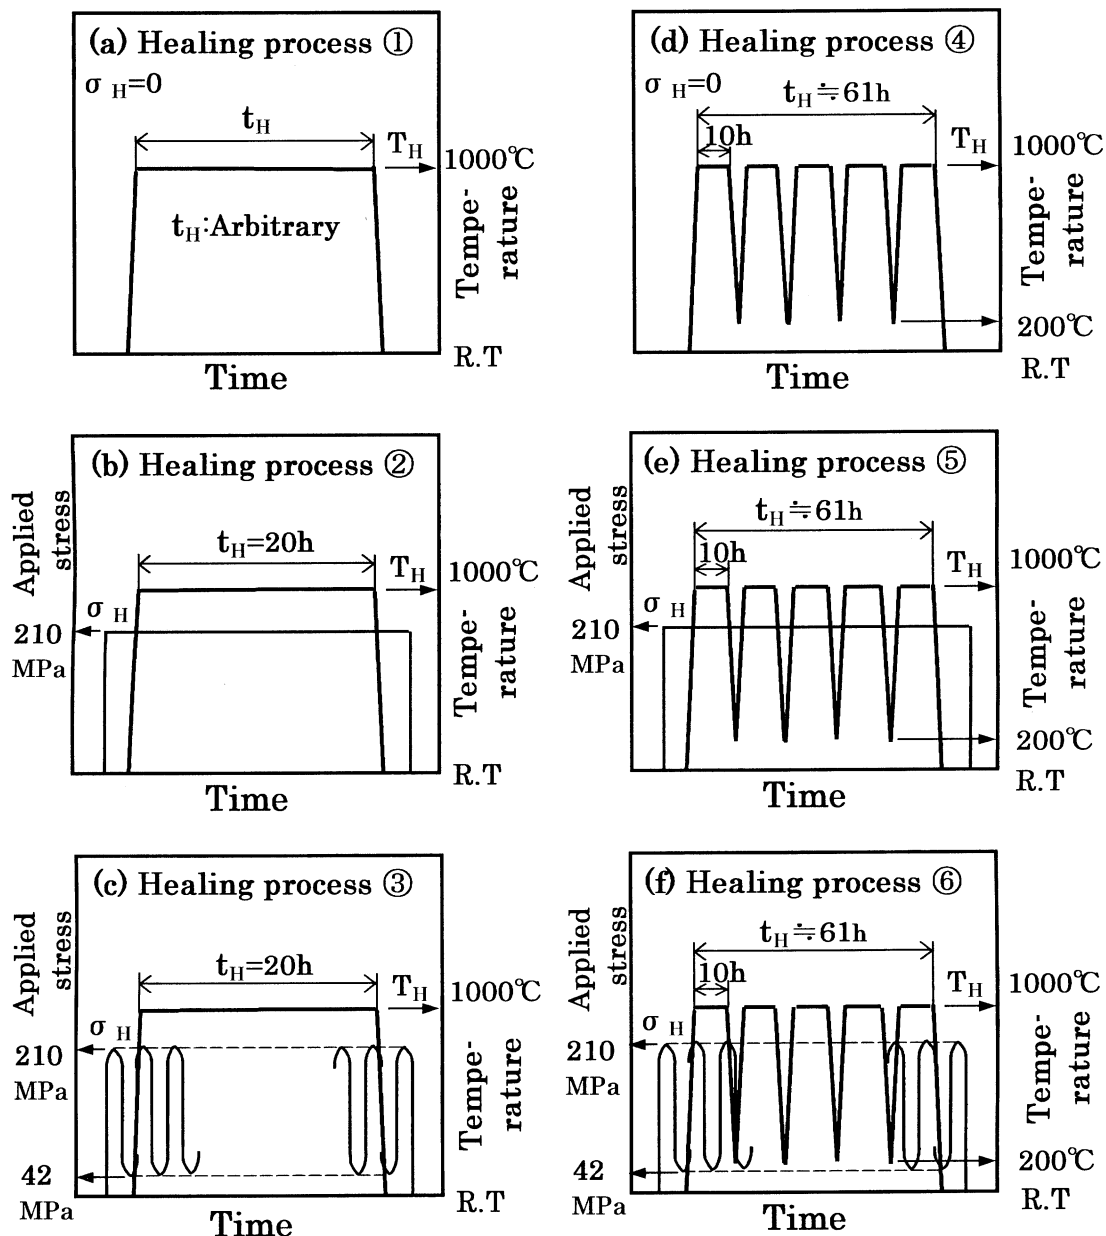 (a) Healing process ①
σ H=0
tH
TH
1000℃
tH:Arbitrary
Tempe-
rature
R.T
Time
(d) Healing process ④
σ H=0
tH≒61h
10h
TH
1000℃
Tempe-
rature
200℃
R.T
Time
(b) Healing process ②
Applied
stress
tH=20h
TH
1000℃
σ H
210
MPa
Tempe-
rature
R.T
Time
(e) Healing process ⑤
Applied
stress
tH≒61h
10h
TH
1000℃
σ H
210
MPa
Tempe-
rature
200℃
R.T
Time
(c) Healing process ③
Applied
stress
tH=20h
TH
1000℃
σ H
210
MPa
Tempe-
rature
42
MPa
R.T
Time
(f) Healing process ⑥
Applied
stress
tH≒61h
10h
TH
1000℃
σ H
210
MPa
Tempe-
rature
200℃
42
MPa
R.T
Time